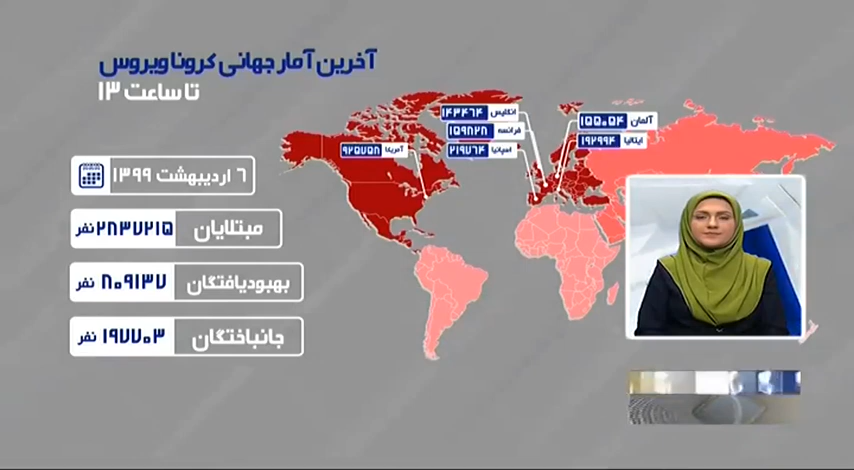 آخرین آمار جهانی کروناویروس
تا ساعت ۱۳
۶ اردیبهشت ۱۳۹۹
مبتلایان ۲۸۳۷۲۱۵ نفر
بهبودیافتگان ۸۰۹۱۳۷ نفر
جانباختگان ۱۹۷۷۰۳ نفر
انگلیس ۱۴۳۴۶۴
فرانسه ۱۵۹۸۲۸
اسپانیا ۲۱۹۷۶۴
آمریکا ۹۲۵۷۵۸
آلمان ۱۵۵۰۵۴
ایتالیا ۱۹۲۹۹۴